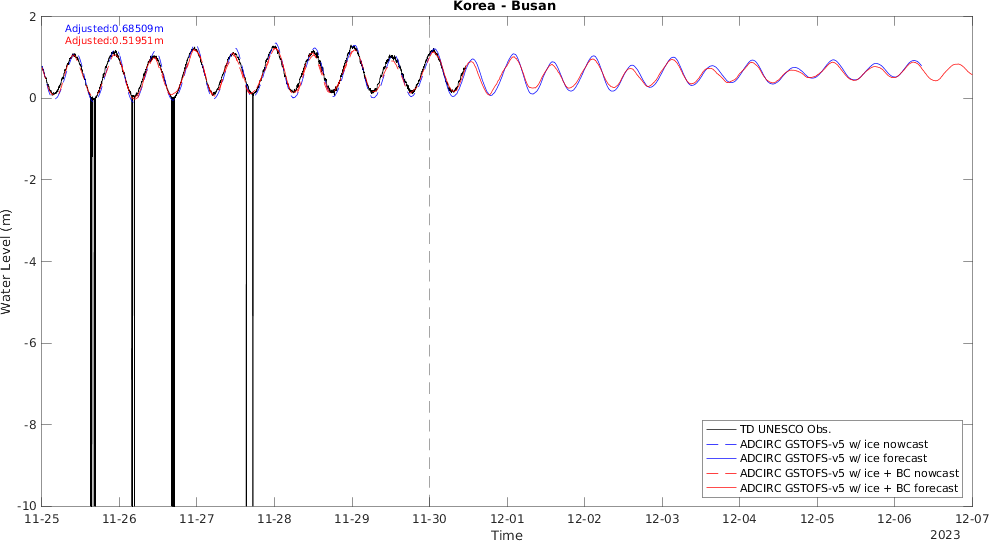 Korea - Busan
Adjusted:0.68509m
Adjusted:0.51951m
2
0
-2
-4
-6
-8
-10
Water Level (m)
TD UNESCO Obs.
ADCIRC GSTOFS-v5 w/ ice nowcast
ADCIRC GSTOFS-v5 w/ ice forecast
ADCIRC GSTOFS-v5 w/ ice + BC nowcast
ADCIRC GSTOFS-v5 w/ ice + BC forecast
11-25 11-26 11-27 11-28 11-29 11-30 12-01 12-02 12-03 12-04 12-05 12-06 12-07
Time
2023